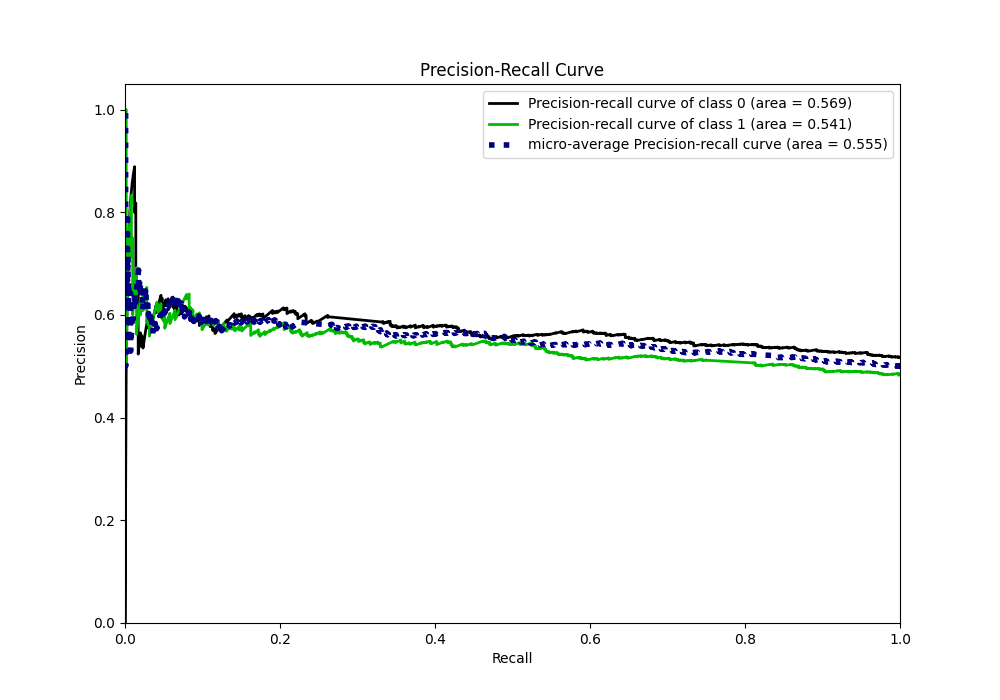 Precision-Recall Curve
Precision-recall curve of class 0 (area = 0.569)
Precision-recall curve of class 1 (area = 0.541)
micro-average Precision-recall curve (area = 0.555)
1.0
0.8
0.6
0.4
0.2
0.0
Precision
0.0 0.2 0.4 0.6 0.8 1.0
Recall